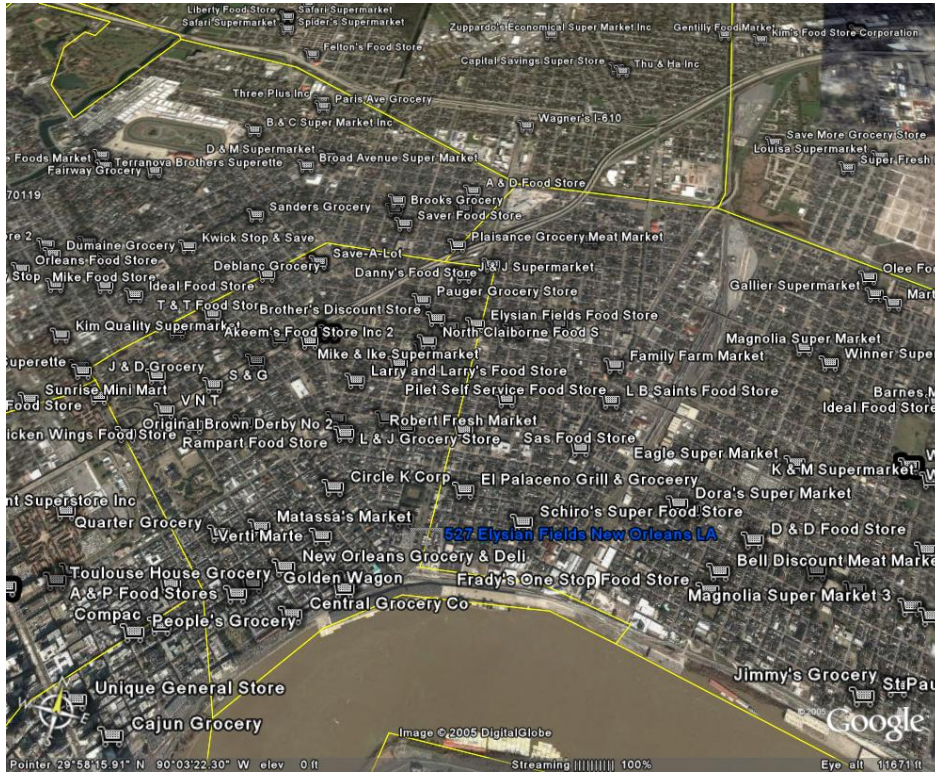 Liberty Food Store
Safari Supermarket
Safari Supermarket
Spider's Supermarket
Zuppardo's Economical Super Market Inc
Gentilly Food Market
Kim's Food Store Corporation
Felton's Food Store
Capital Savings Super Store
Thu & Ha Inc
Three Plus Inc
Paris Ave Grocery
B & C Super Market Inc
Wagner's I-610
Save More Grocery Store
D & M Supermarket
Louisa Supermarket
e Foods Market
Terranova Brothers Superette
Broad Avenue Super Market
Super Fresh
Fairway Grocery
A & D Food Store
70119
Brooks Grocery
Sanders Grocery
Saver Food Store
ore 2
Dumaine Grocery
Kwick Stop & Save
Plaisance Grocery Meat Market
Orleans Food Store
Save-A-Lot
Deblanc Grocery
J & J Supermarket
Danny's Food Store
Olee Foo
y Stop
Mike Food Store
Ideal Food Store
Gallier Supermarket
Pauger Grocery Store
Mart
T & T Food Store
Brother's Discount Store
Elysian Fields Food Store
Kim Quality Supermarket
Akeem's Food Store Inc 2
North Claiborne Food S
Magnolia Super Market
Mike & Ike Supermarket
Family Farm Market
Winner Super
Superette
J & D Grocery
Larry and Larry's Food Store
S & G
Sunrise Mini Mart
Pilet Self Service Food Store
L B Saints Food Store
Barnes M
V N T
Food Store
Ideal Food Store
Original Brown Derby No 2
Robert Fresh Market
icken Wings Food Store
Rampart Food Store
L & J Grocery Store
Sas Food Store
Eagle Super Market
K & M Supermarket
Circle K Corp
El Palaceno Grill & Groceery
nt Superstore Inc
Dora's Super Market
Quarter Grocery
Matassa's Market
Schiro's Super Food Store
Verti Marte
527 Elysian Fields New Orleans LA
D & D Food Store
New Orleans Grocery & Deli
Bell Discount Meat Marke
Toulouse House Grocery
Golden Wagon
Frady's One Stop Food Store
A & P Food Stores
Central Grocery Co
Magnolia Super Market 3
Compac
People's Grocery
Jimmy's Grocery
St Pau
Unique General Store
Cajun Grocery
Image © 2005 DigitalGlobe
© 2005
Google
Pointer 29°58'15.91" N 90°03'22.30" W elev 0 ft
Streaming |||||||||| 100%
Eye alt 11671 ft